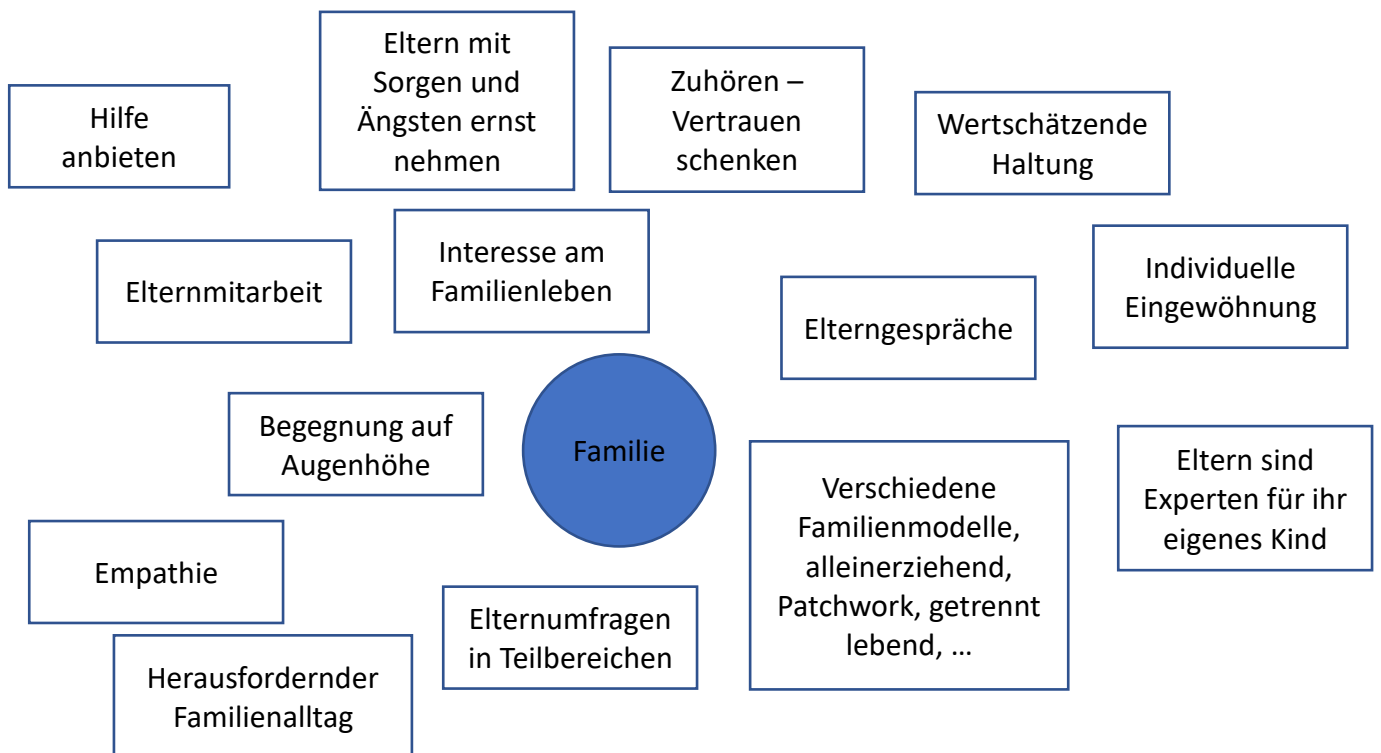 Hilfe
anbieten
Eltern mit
Sorgen und
Ängsten ernst
nehmen
Zuhören –
Vertrauen
schenken
Wertschätzende
Haltung
Elternmitarbeit
Interesse am
Familienleben
Elterngespräche
Individuelle
Eingewöhnung
Begegnung auf
Augenhöhe
Familie
Verschiedene
Familienmodelle,
alleinerziehend,
Patchwork, getrennt
lebend, ...
Eltern sind
Experten für ihr
eigenes Kind
Empathie
Elternumfragen
in Teilbereichen
Herausfordernder
Familienalltag